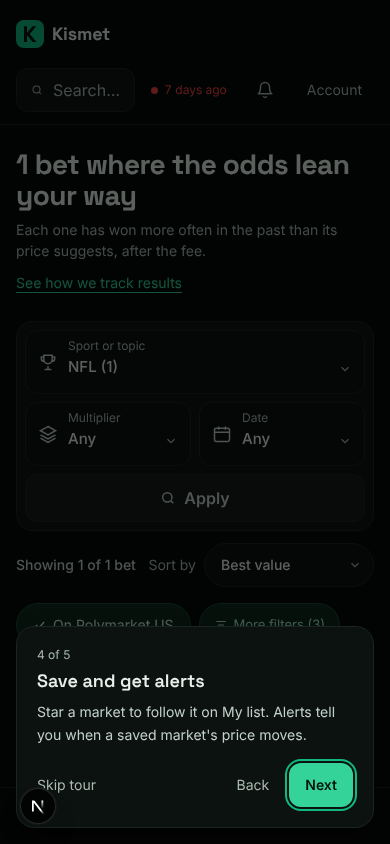 Kismet
Search...
7 days ago
Account
1 bet where the odds lean
your way
Each one has won more often in the past than its
price suggests, after the fee.
See how we track results
Sport or topic
NFL (1)
Multiplier
Any
Date
Any
Apply
Showing 1 of 1 bet
Sort by
Best value
On Polymarket US
More filters (3)
4 of 5
Save and get alerts
Star a market to follow it on My list. Alerts tell
you when a saved market's price moves.
Skip tour
Back
Next